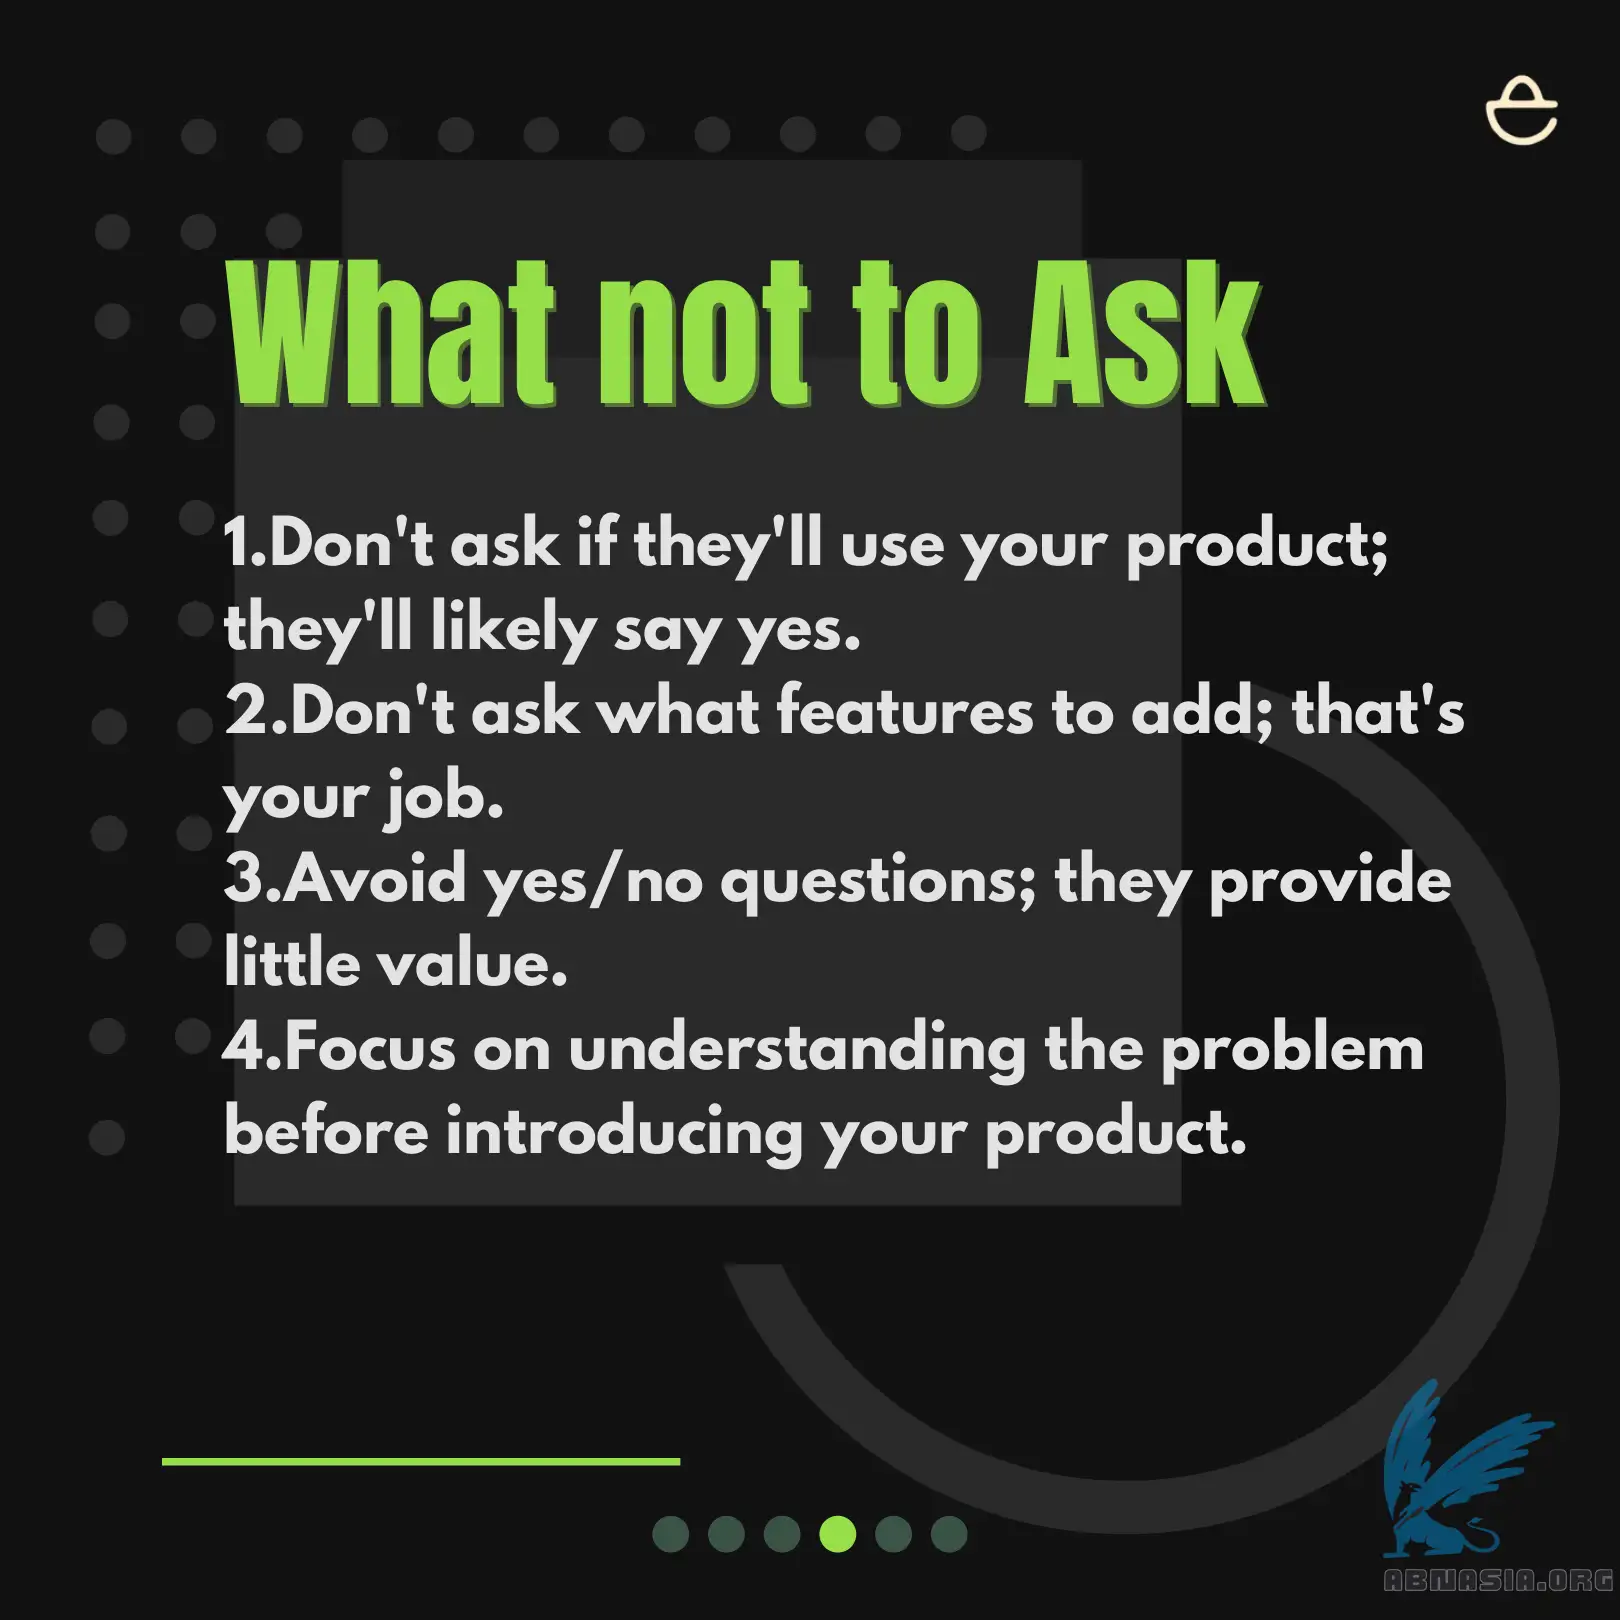 What not to Ask
1.Don't ask if they'll use your product;
they'll likely say yes.
2.Don't ask what features to add; that's
your job.
3.Avoid yes/no questions; they provide
little value.
4.Focus on understanding the problem
before introducing your product.
ABNASIA.ORG